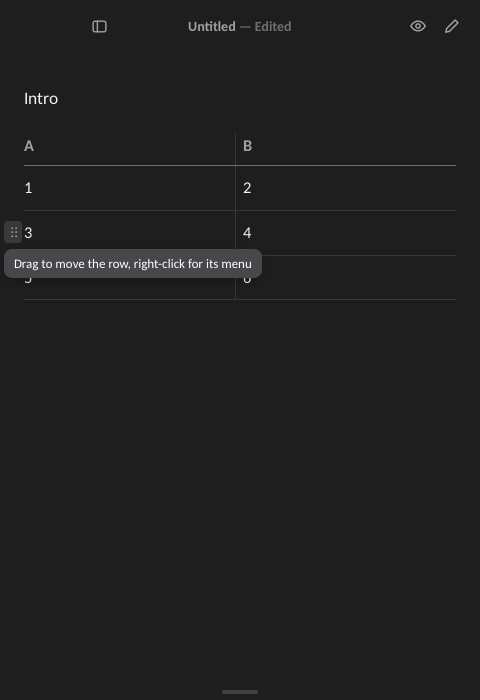 Untitled — Edited
Intro
A B
1 2
3 4
Drag to move the row, right-click for its menu